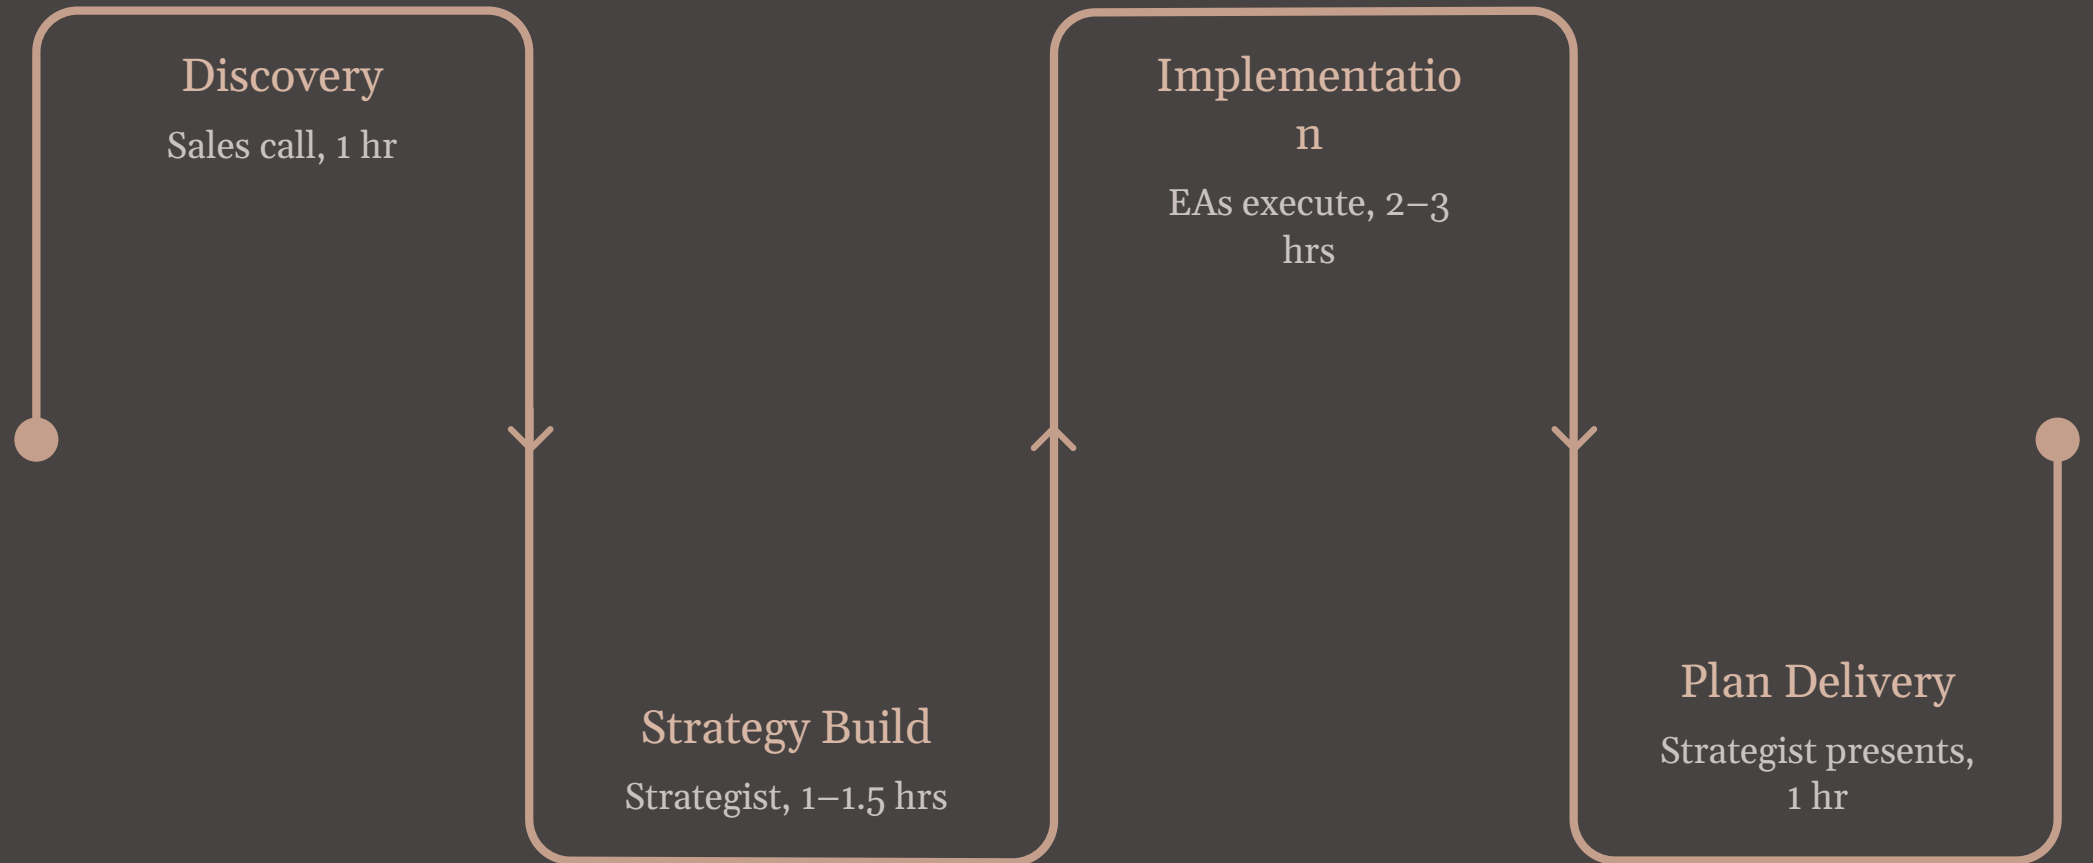 Discovery
Sales call, 1 hr
Strategy Build
Strategist, 1–1.5 hrs
Implementatio
n
EAs execute, 2–3
hrs
Plan Delivery
Strategist presents,
1 hr